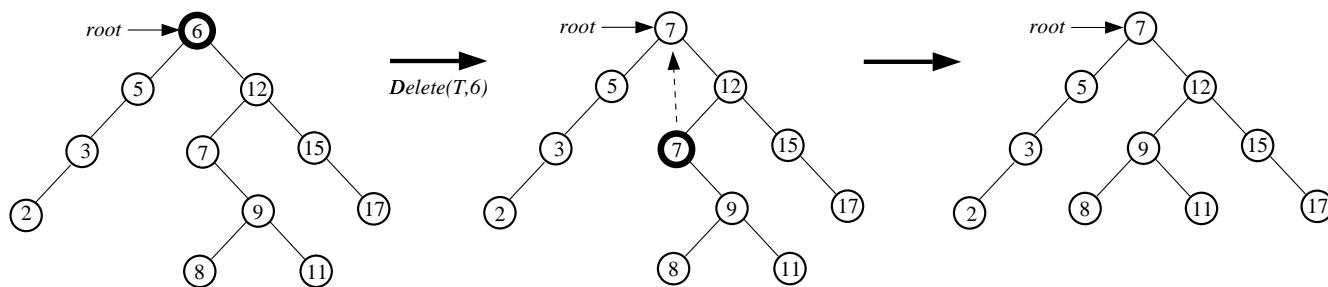 root 6 root 7 root 7
5 12 Delete(T,6) 5 12 5 12
3 7 15 3 7 15 3 9 15
2 9 17 2 9 17 2 8 11 17
8 11 8 11